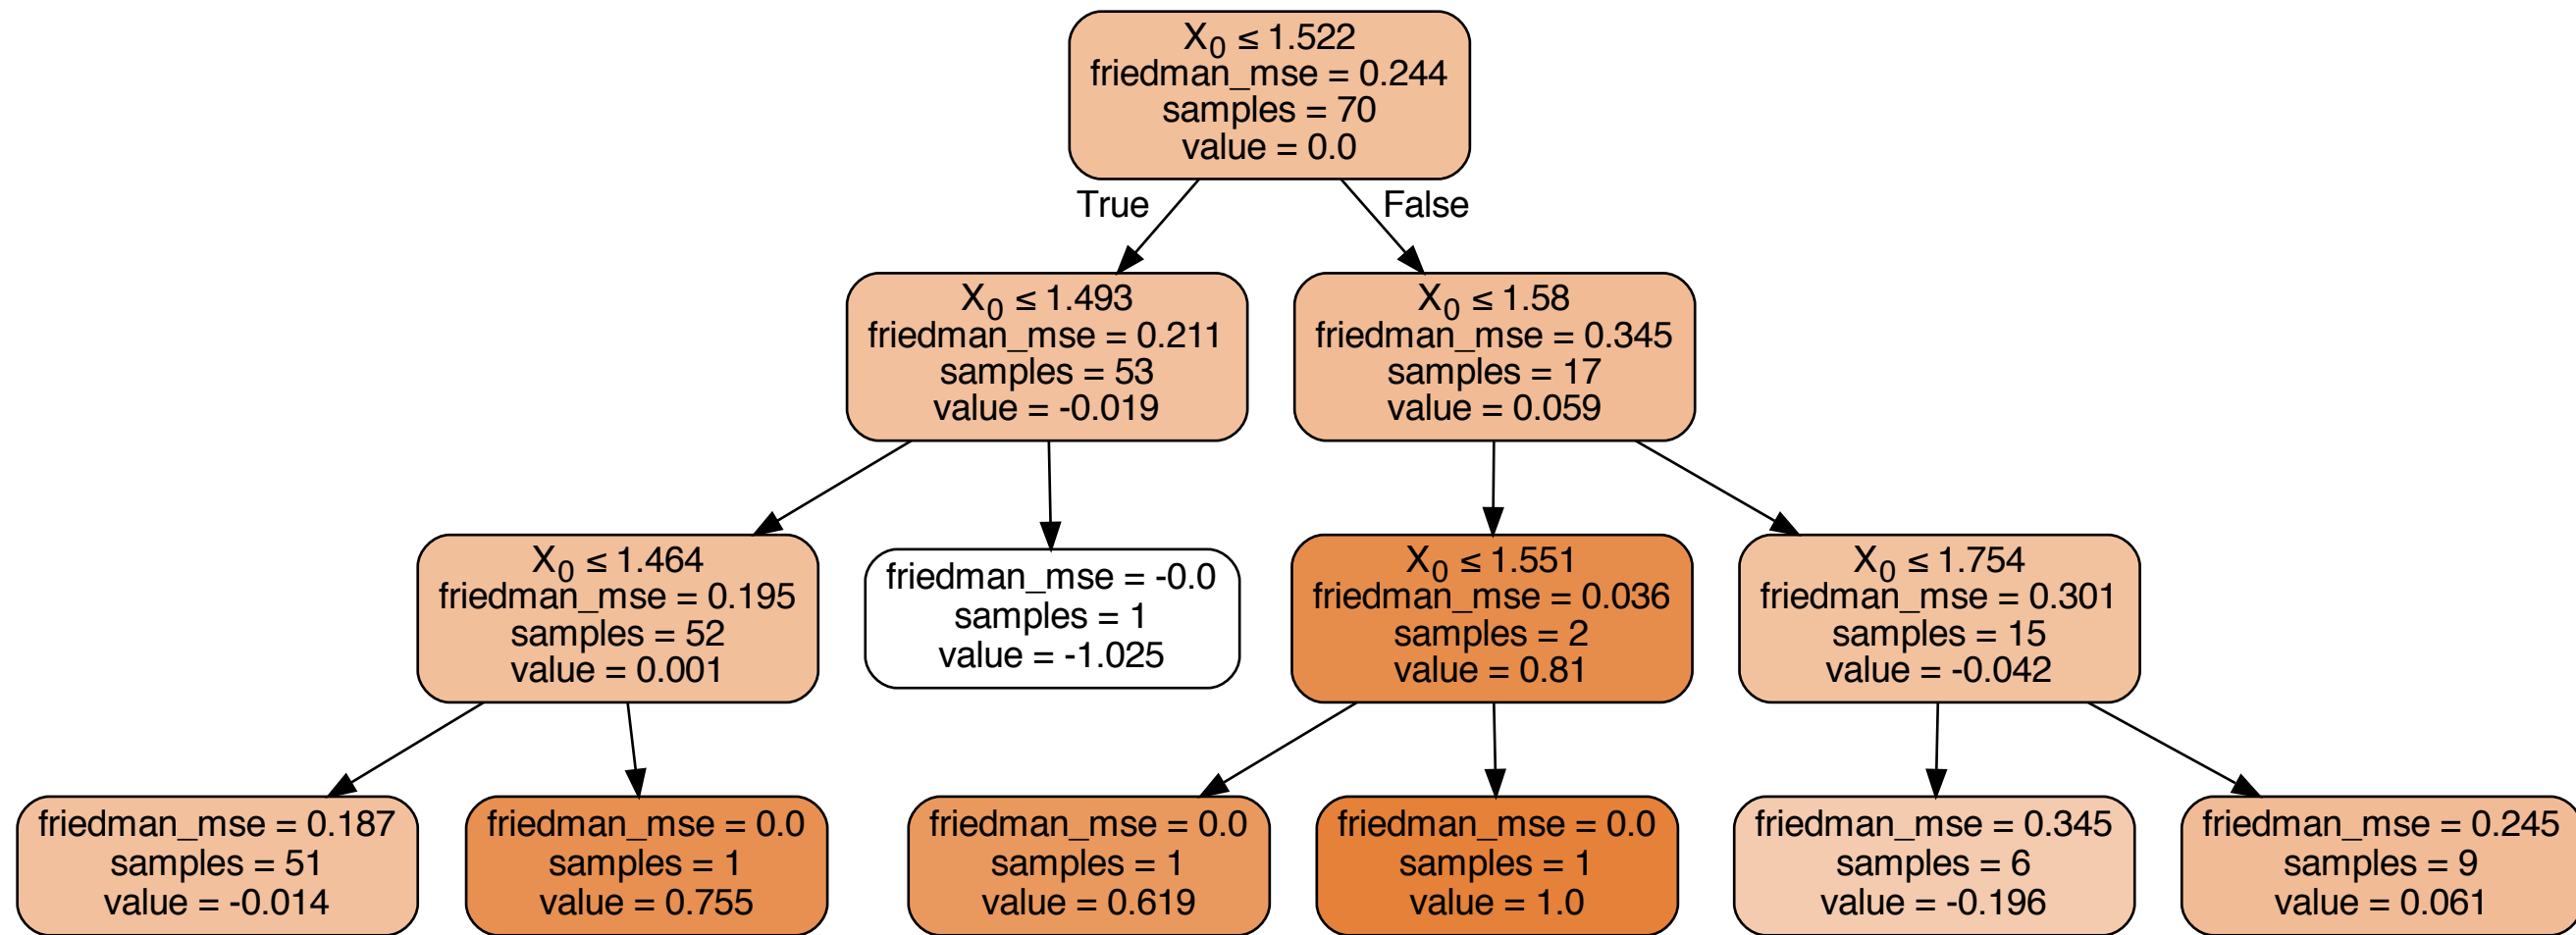 X₀ ≤ 1.522
friedman_mse = 0.244
samples = 70
value = 0.0
True
False
X₀ ≤ 1.493
friedman_mse = 0.211
samples = 53
value = -0.019
X₀ ≤ 1.58
friedman_mse = 0.345
samples = 17
value = 0.059
X₀ ≤ 1.464
friedman_mse = 0.195
samples = 52
value = 0.001
friedman_mse = -0.0
samples = 1
value = -1.025
X₀ ≤ 1.551
friedman_mse = 0.036
samples = 2
value = 0.81
X₀ ≤ 1.754
friedman_mse = 0.301
samples = 15
value = -0.042
friedman_mse = 0.187
samples = 51
value = -0.014
friedman_mse = 0.0
samples = 1
value = 0.755
friedman_mse = 0.0
samples = 1
value = 0.619
friedman_mse = 0.0
samples = 1
value = 1.0
friedman_mse = 0.345
samples = 6
value = -0.196
friedman_mse = 0.245
samples = 9
value = 0.061